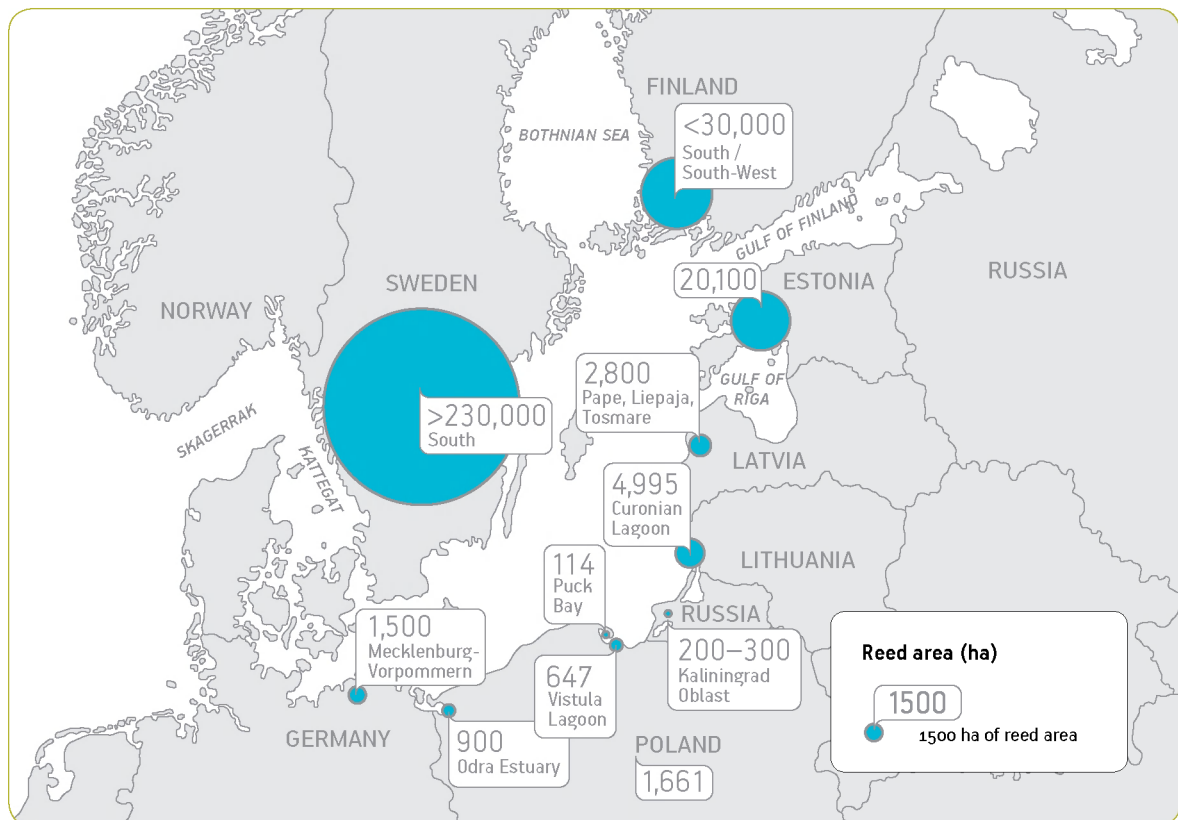 FINLAND
<30,000
South /
South-West
BOTHNIAN SEA
GULF OF FINLAND
RUSSIA
20,100
ESTONIA
SWEDEN
NORWAY
>230,000
South
2,800
Pape, Liepaja,
Tosmare
GULF OF
RIGA
SKAGERRAK
KATTEGAT
LATVIA
4,995
Curonian
Lagoon
LITHUANIA
114
Puck
Bay
RUSSIA
200–300
Kaliningrad
Oblast
1,500
Mecklenburg-
Vorpommern
647
Vistula
Lagoon
GERMANY
900
Odra Estuary
POLAND
1,661
Reed area (ha)
1500
1500 ha of reed area